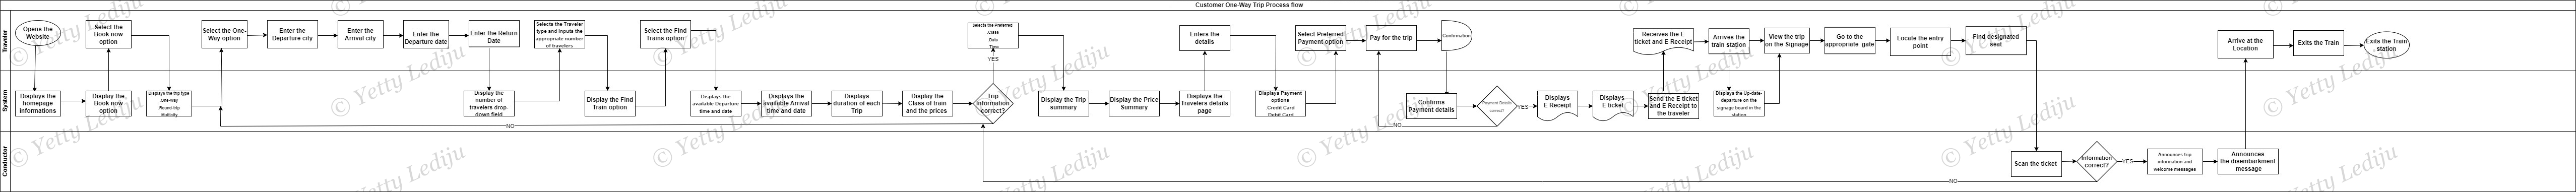 Customer One-Way Trip Process flow
Traveler
Opens the
Website
Select the
Book now
option
Select the One-
Way option
Enter the
Departure city
Enter the
Arrival city
Enter the
Departure date
Enter the Return
Date
Selects the Traveler
type and inputs the
appropriate number
of travelers
Select the Find
Trains option
Selects the Preferred
.Class
.Date
.Time
YES
Enters the
details
Select Preferred
Payment option
Pay for the trip
Confirmation
Receives the E
ticket and E Receipt
Arrives the
train station
View the trip
on the Signage
Go to the
appropriate gate
Locate the entry
point
Find designated
seat
Arrive at the
Location
Exits the Train
Exits the Train
station
System
Displays the
homepage
informations
Display the
Book now
option
Displays the trip type
.One-Way
.Round-trip
.Multicity
Display the
number of
travelers drop-
down field
Display the Find
Train option
Displays the
available Departure
time and date
Displays the
available Arrival
time and date
Displays
duration of each
Trip
Display the
Class of train
and the prices
Trip
Information
correct?
NO
Display the Trip
summary
Display the Price
Summary
Display the
Travelers details
page
Displays Payment
options
.Credit Card
.Debit Card
Confirms
Payment details
Payment Details
correct?
NO
YES
Displays
E Receipt
Displays
E ticket
Send the E ticket
and E Receipt to
the traveler
Displays the Up-date-
departure on the
signage board in the
station
Conductor
Scan the ticket
Information
correct?
NO
YES
Announces trip
information and
welcome messages
Announces
the disembarkment
message
© Yetty Lediju